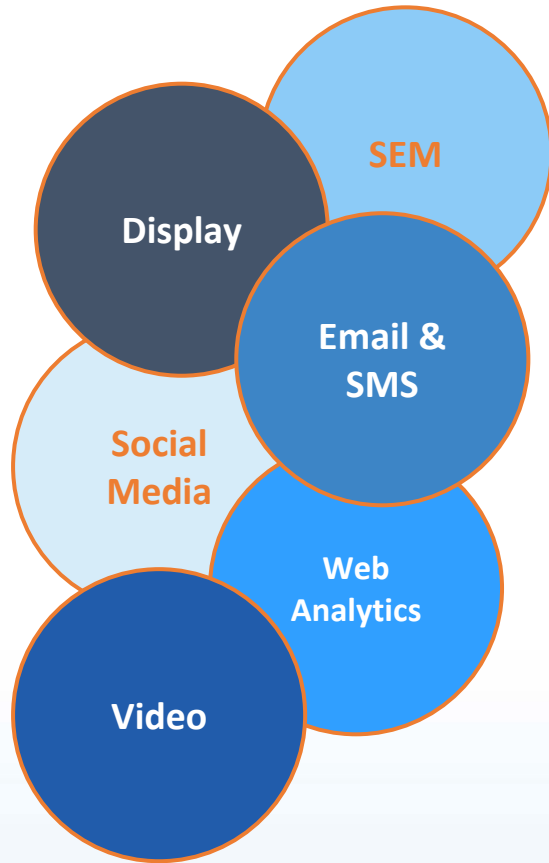 SEM
Display
Email &
SMS
Social
Media
Web
Analytics
Video